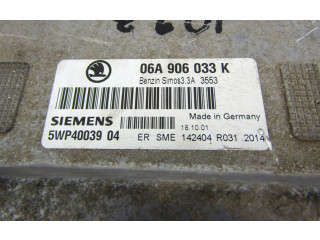 06A 906 033 K
Benzin Simos3.3A 3553
SIEMENS
18.10.01
Made in Germany
5WP40039 04
ER SME 142404 R031 2014